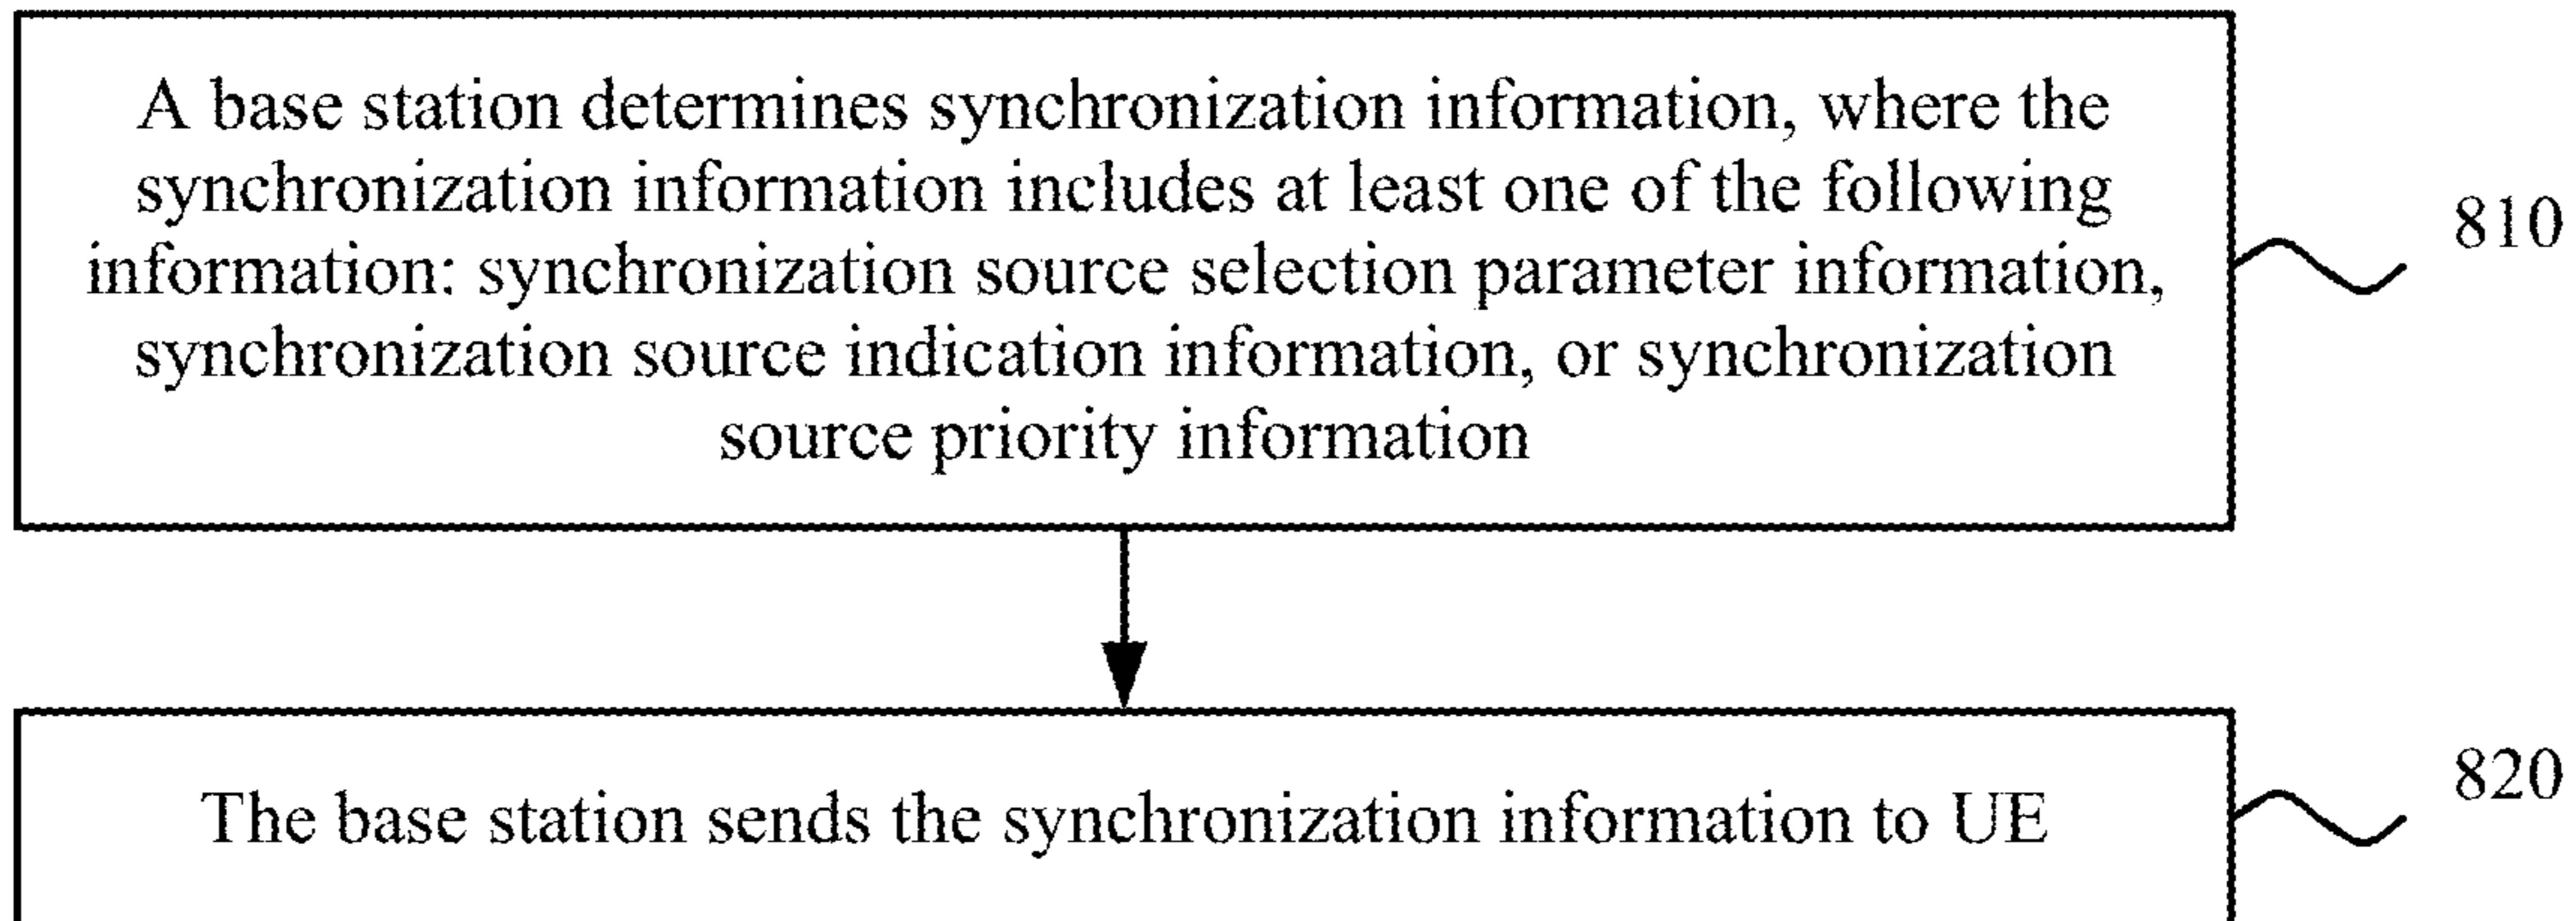 A base station determines synchronization information, where the
synchronization information includes at least one of the following
information: synchronization source selection parameter information,
synchronization source indication information, or synchronization
source priority information
810
The base station sends the synchronization information to UE
820